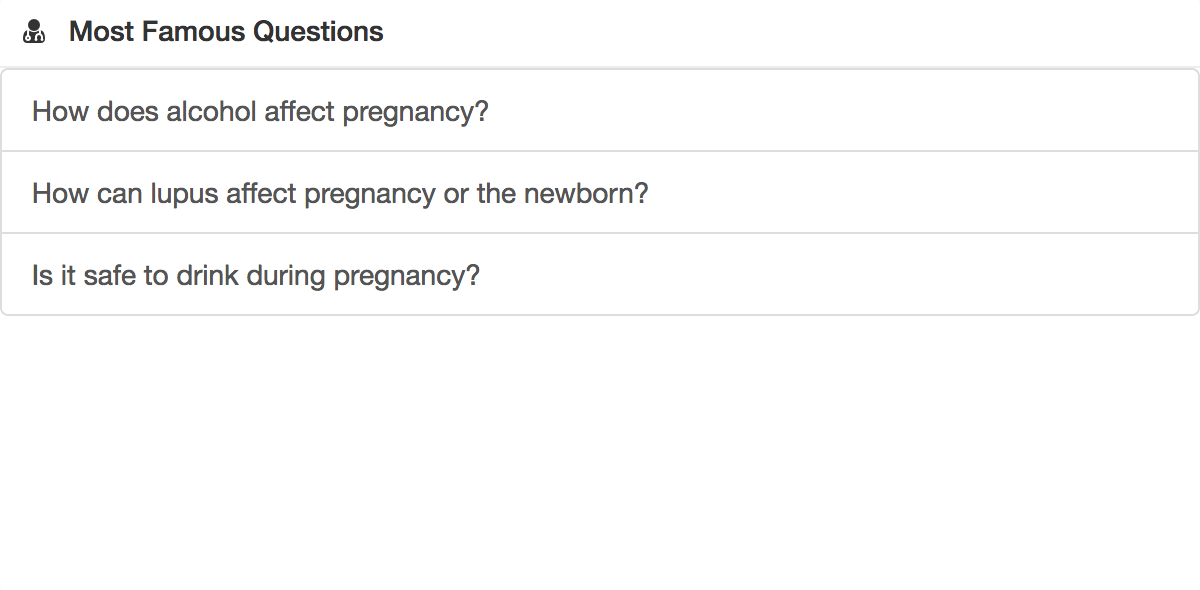 Most Famous Questions
How does alcohol affect pregnancy?
How can lupus affect pregnancy or the newborn?
Is it safe to drink during pregnancy?